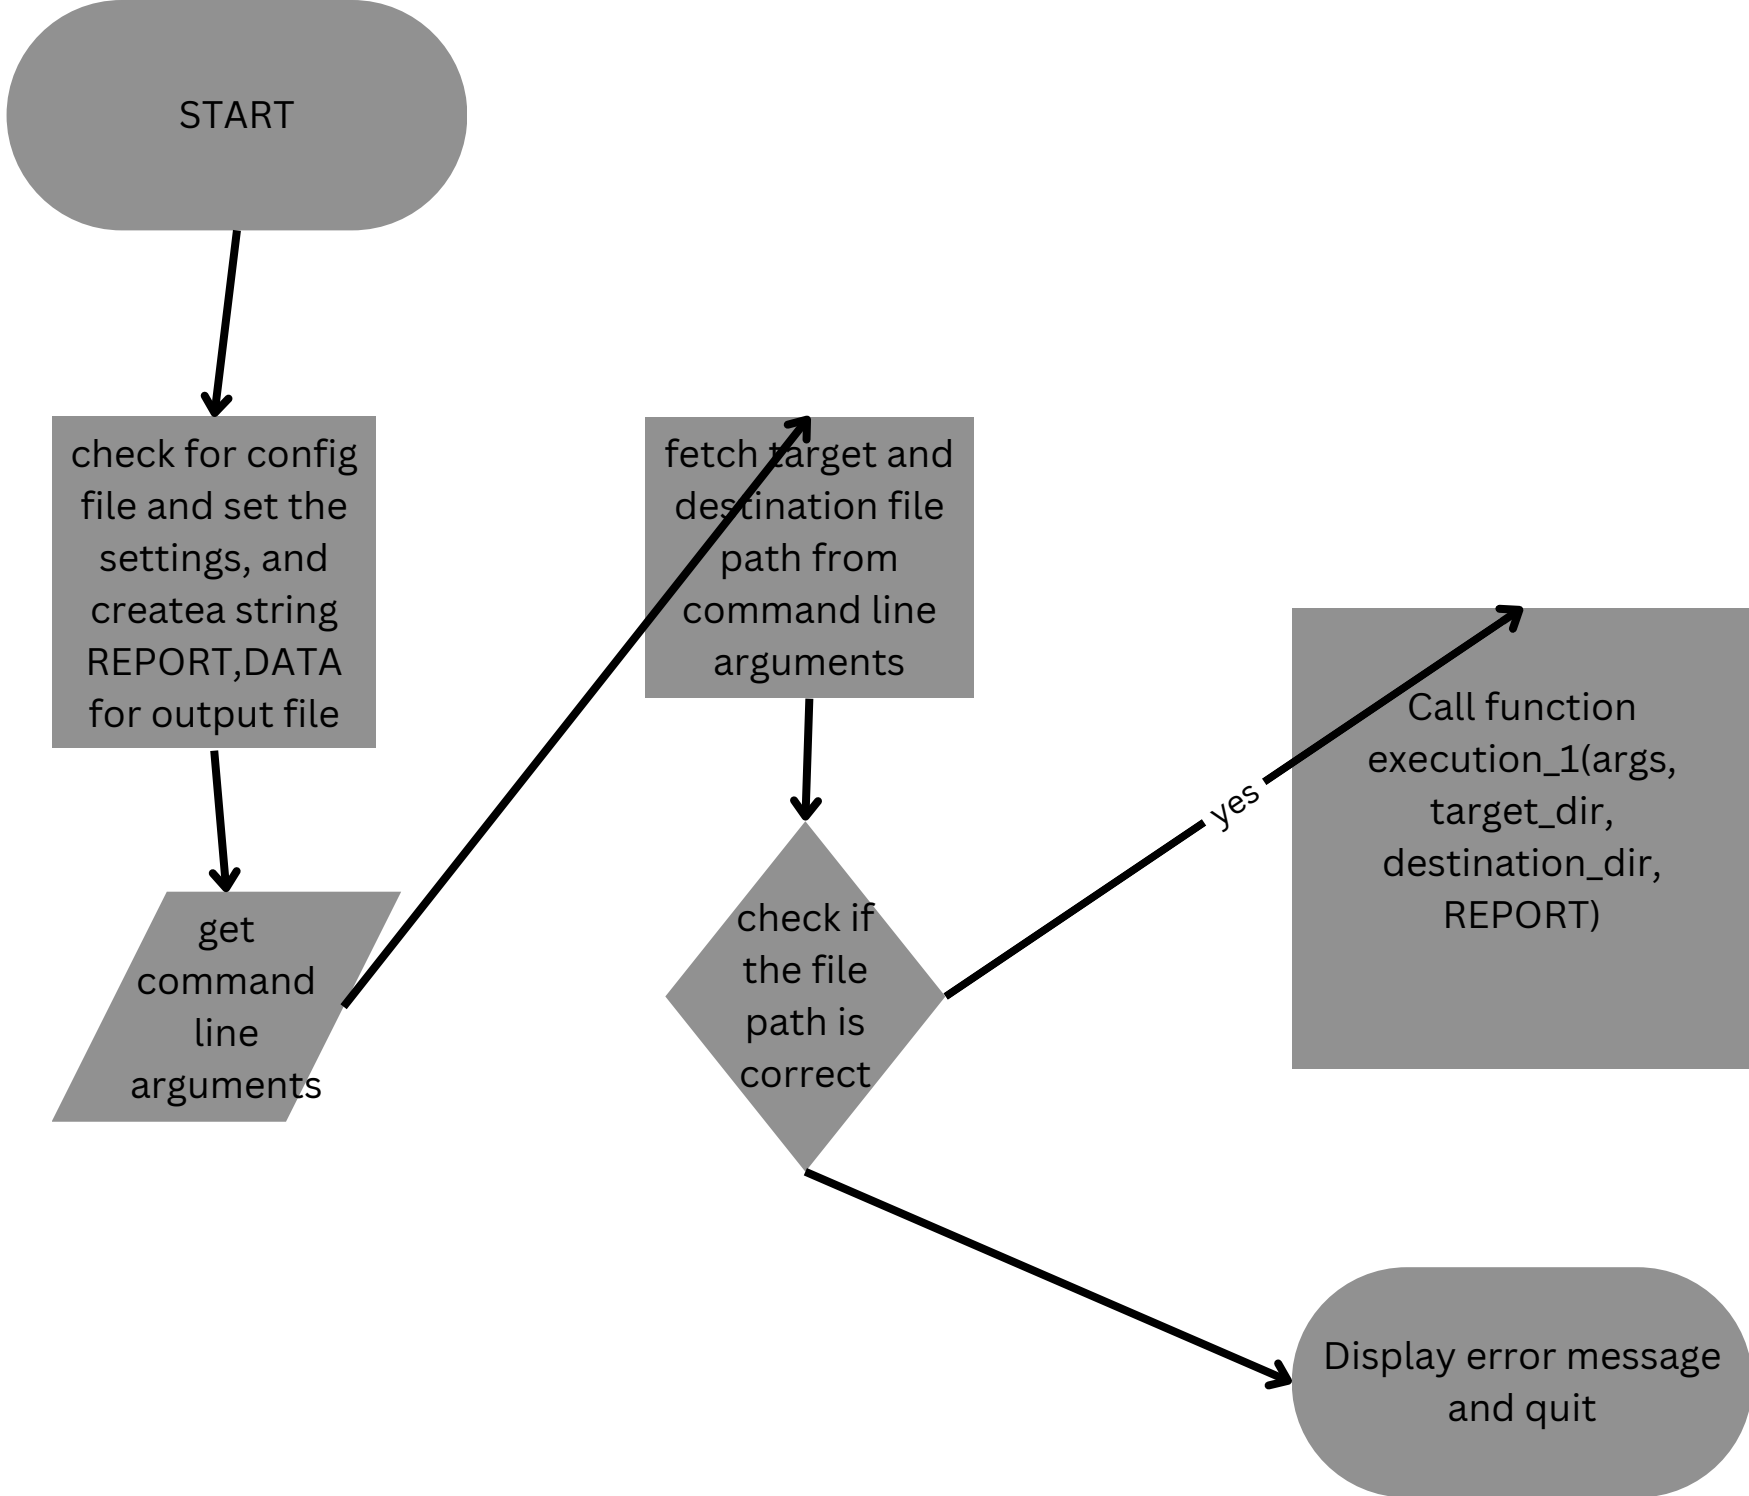 START
check for config
file and set the
settings, and
createa string
REPORT,DATA
for output file
get
command
line
arguments
fetch target and
destination file
path from
command line
arguments
check if
the file
path is
correct
yes
Call function
execution_1(args,
target_dir,
destination_dir,
REPORT)
Display error message
and quit